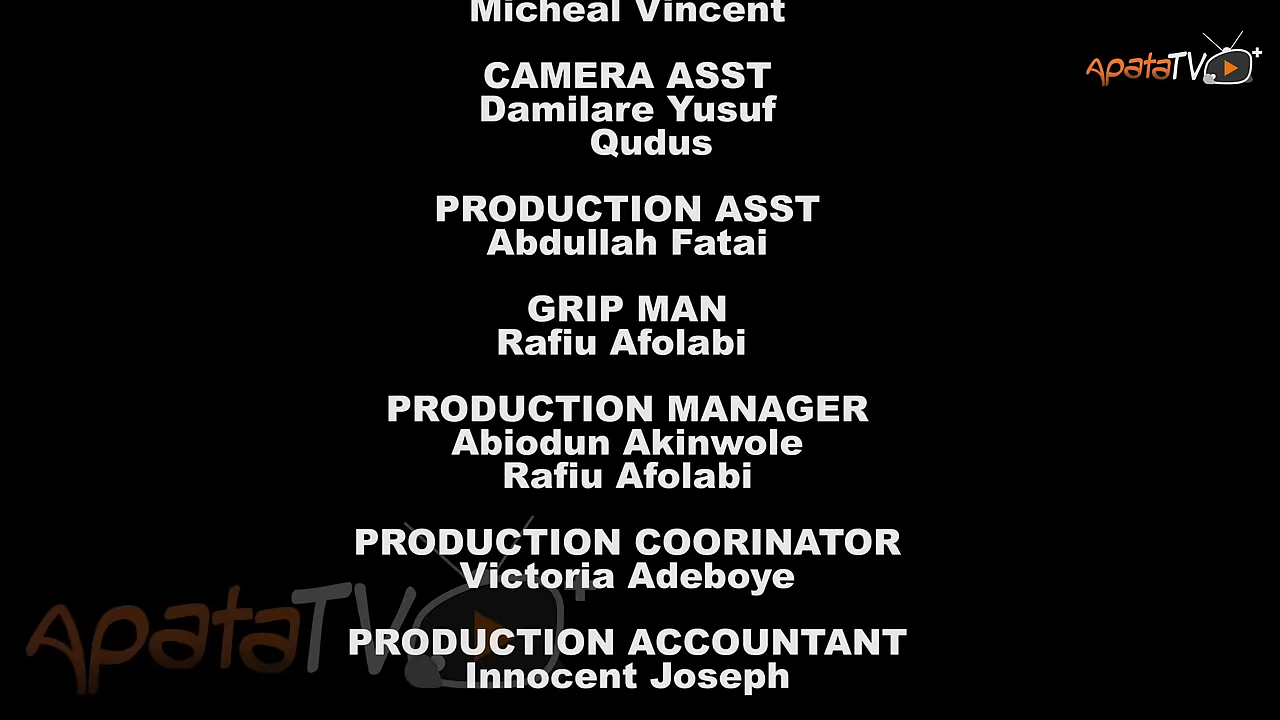 Micheal Vincent
ApataTV+
CAMERA ASST
Damilare Yusuf
Qudus
PRODUCTION ASST
Abdullah Fatai
GRIP MAN
Rafiu Afolabi
PRODUCTION MANAGER
Abiodun Akinwole
Rafiu Afolabi
PRODUCTION COORINATOR
Victoria Adeboye
ApataTV+
PRODUCTION ACCOUNTANT
Innocent Joseph